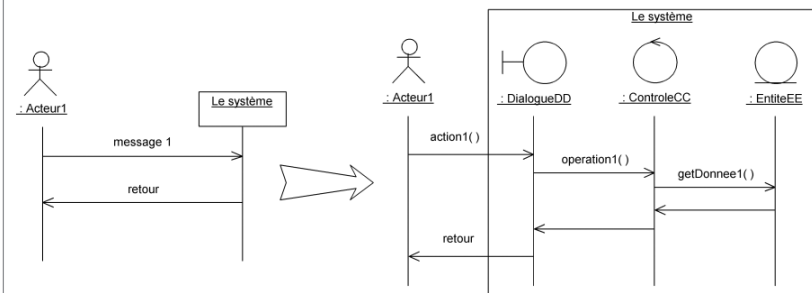 Le système
: Acteur1
Le système
: Acteur1
: DialogueDD
: ControleCC
: EntiteEE
message 1
action1( )
operation1( )
getDonnee1( )
retour
retour